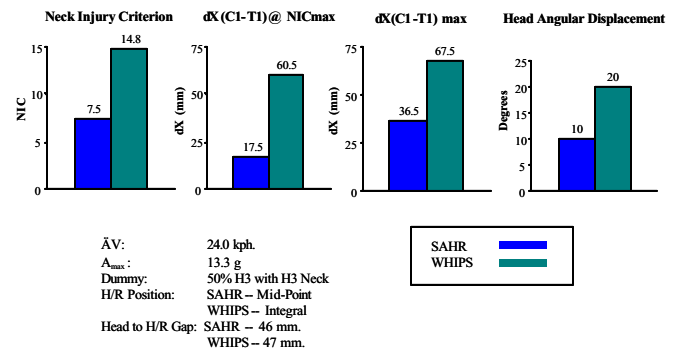 Neck Injury Criterion
dX(C1-T1)@ NICmax
dX(C1-T1) max
Head Angular Displacement
NIC
15
10
5
0
7.5
14.8
dX (mm)
75
50
25
0
17.5
60.5
dX (mm)
75
50
25
0
36.5
67.5
Degrees
25
20
15
10
5
0
10
20
ÄV: 24.0 kph.
Amax : 13.3 g
Dummy: 50% H3 with H3 Neck
H/R Position: SAHR -- Mid-Point
WHIPS -- Integral
Head to H/R Gap: SAHR -- 46 mm.
WHIPS -- 47 mm.
SAHR
WHIPS